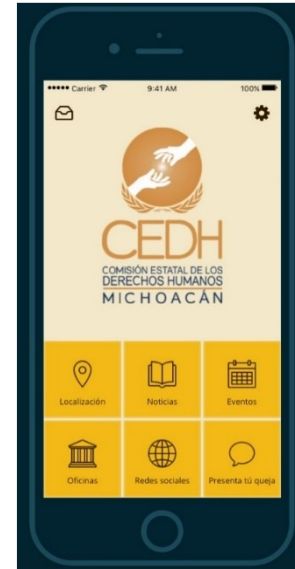 Carrier 9:41 AM 100%
CEDH
COMISIÓN ESTATAL DE LOS
DERECHOS HUMANOS
MICHOACÁN
Localización Noticias Eventos
Oficinas Redes sociales Presenta tú queja